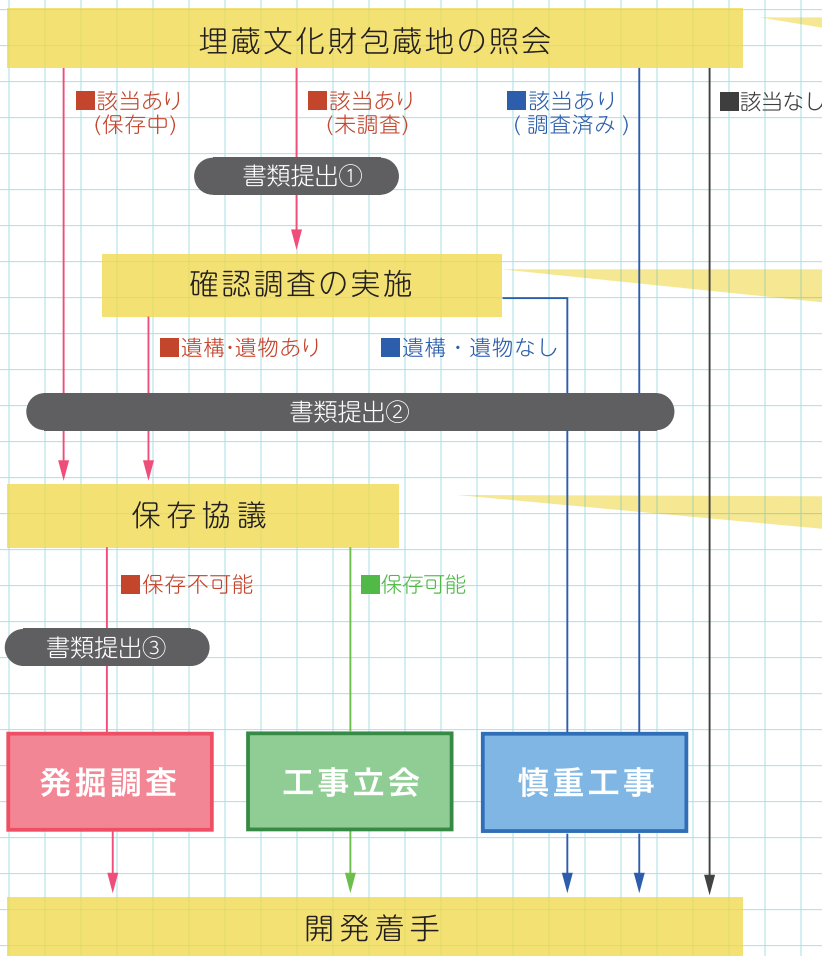 埋蔵文化財包蔵地の照会
■該当あり
(保存中)
■該当あり
(未調査)
■該当あり
(調査済み)
■該当なし
書類提出①
確認調査の実施
■遺構・遺物あり
■遺構・遺物なし
書類提出②
保存協議
■保存不可能
■保存可能
書類提出③
発掘調査
工事立会
慎重工事
開発着手